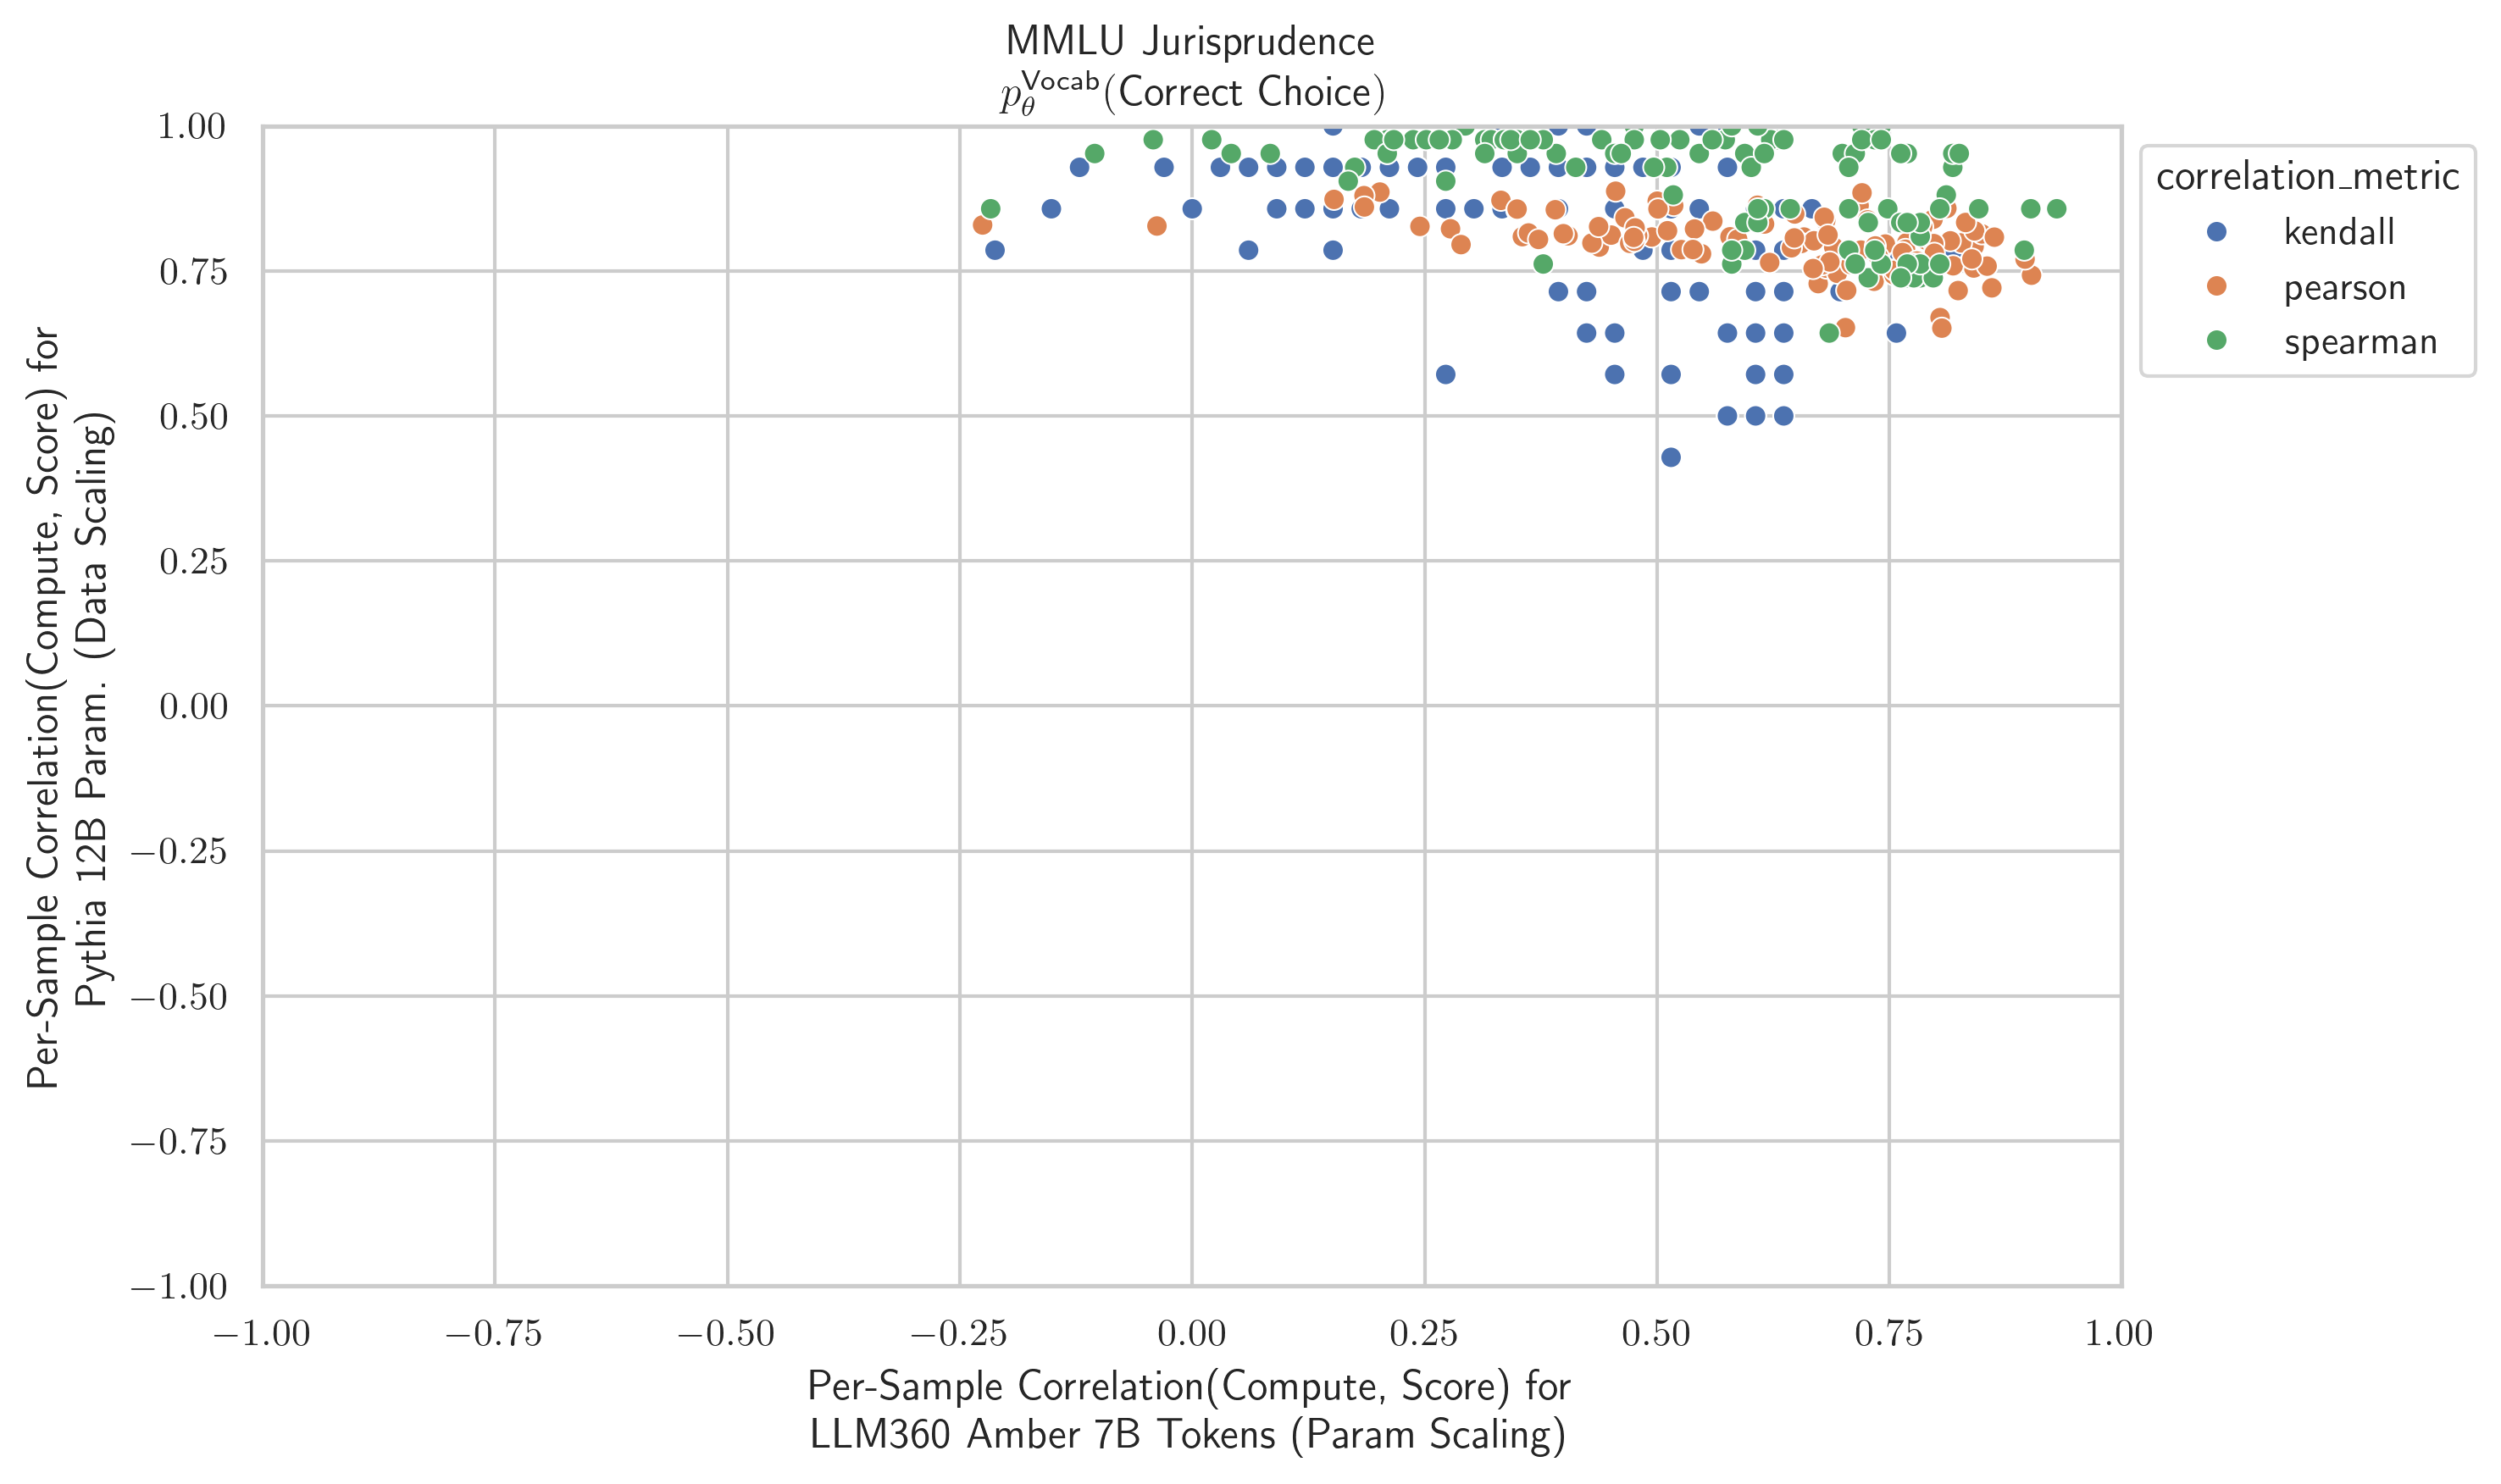 MMLU Jurisprudence
p_θ^Vocab(Correct Choice)
1.00
0.75
0.50
0.25
0.00
−0.25
−0.50
−0.75
−1.00
Per-Sample Correlation(Compute, Score) for
Pythia 12B Param. (Data Scaling)
−1.00 −0.75 −0.50 −0.25 0.00 0.25 0.50 0.75 1.00
Per-Sample Correlation(Compute, Score) for
LLM360 Amber 7B Tokens (Param Scaling)
correlation_metric
kendall
pearson
spearman